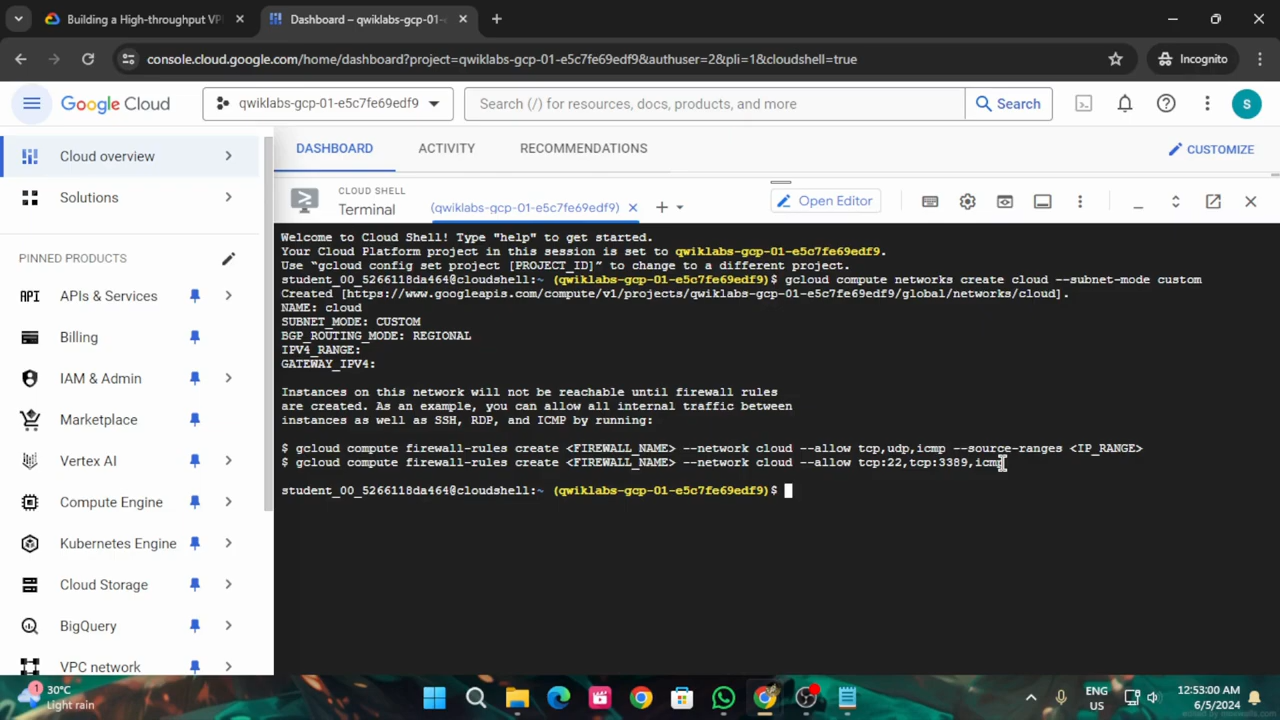 Building a High-throughput VP
Dashboard – qwiklabs-gcp-01-
console.cloud.google.com/home/dashboard?project=qwiklabs-gcp-01-e5c7fe69edf9&authuser=2&pli=1&cloudshell=true
Incognito
Google Cloud
qwiklabs-gcp-01-e5c7fe69edf9
Search (/) for resources, docs, products, and more
Search
S
Cloud overview
Solutions
PINNED PRODUCTS
API APIs & Services
Billing
IAM & Admin
Marketplace
Vertex AI
Compute Engine
Kubernetes Engine
Cloud Storage
BigQuery
VPC network
DASHBOARD
ACTIVITY
RECOMMENDATIONS
CUSTOMIZE
CLOUD SHELL
Terminal
(qwiklabs-gcp-01-e5c7fe69edf9)
Open Editor
Welcome to Cloud Shell! Type "help" to get started.
Your Cloud Platform project in this session is set to qwiklabs-gcp-01-e5c7fe69edf9.
Use “gcloud config set project [PROJECT_ID]” to change to a different project.
student_00_5266118da464@cloudshell:~ (qwiklabs-gcp-01-e5c7fe69edf9)$ gcloud compute networks create cloud --subnet-mode custom
Created [https://www.googleapis.com/compute/v1/projects/qwiklabs-gcp-01-e5c7fe69edf9/global/networks/cloud].
NAME: cloud
SUBNET_MODE: CUSTOM
BGP_ROUTING_MODE: REGIONAL
IPV4_RANGE:
GATEWAY_IPV4:
Instances on this network will not be reachable until firewall rules
are created. As an example, you can allow all internal traffic between
instances as well as SSH, RDP, and ICMP by running:
$ gcloud compute firewall-rules create <FIREWALL_NAME> --network cloud --allow tcp,udp,icmp --source-ranges <IP_RANGE>
$ gcloud compute firewall-rules create <FIREWALL_NAME> --network cloud --allow tcp:22,tcp:3389,icmp
student_00_5266118da464@cloudshell:~ (qwiklabs-gcp-01-e5c7fe69edf9)$
1
30°C
Light rain
ENG
US
12:53:00 AM
6/5/2024